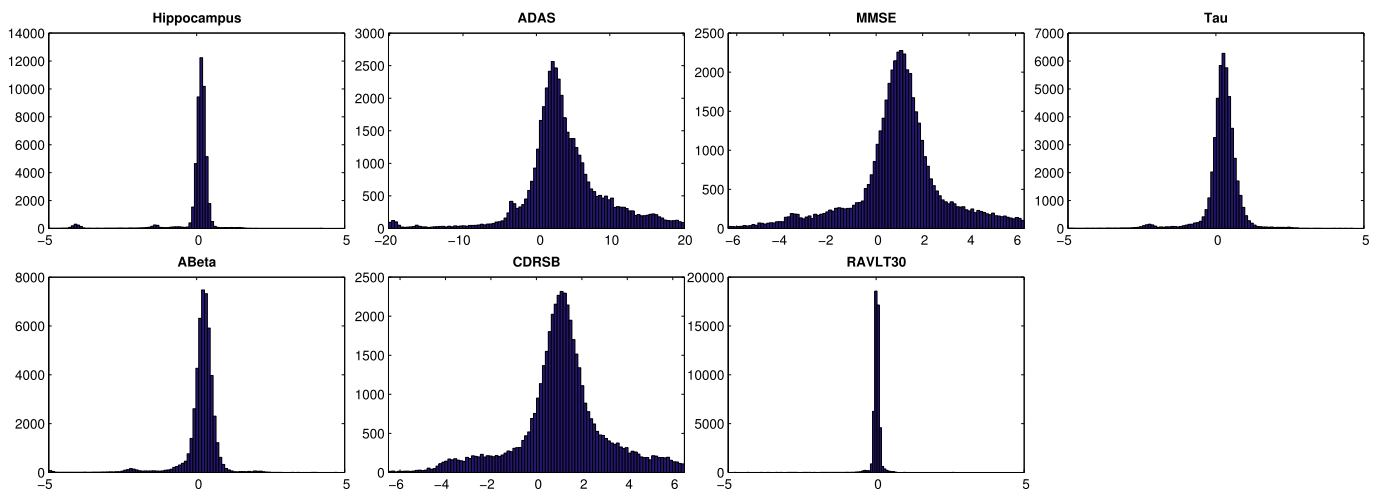 Hippocampus ADAS MMSE Tau
14000 3000 2500 7000
12000 2500 2000 6000
10000 2000 1500 5000
8000 1500 1000 4000
6000 1000 500 3000
4000 500 0 2000
2000 0 1000
0 0
−5 0 5 −20 −10 0 10 20 −6 −4 −2 0 2 4 6 −5 0 5
ABeta CDRSB RAVLT30
8000 2500 20000
6000 2000 15000
4000 1500 10000
2000 1000 5000
0 500 0
0
−5 0 5 −6 −4 −2 0 2 4 6 −5 0 5